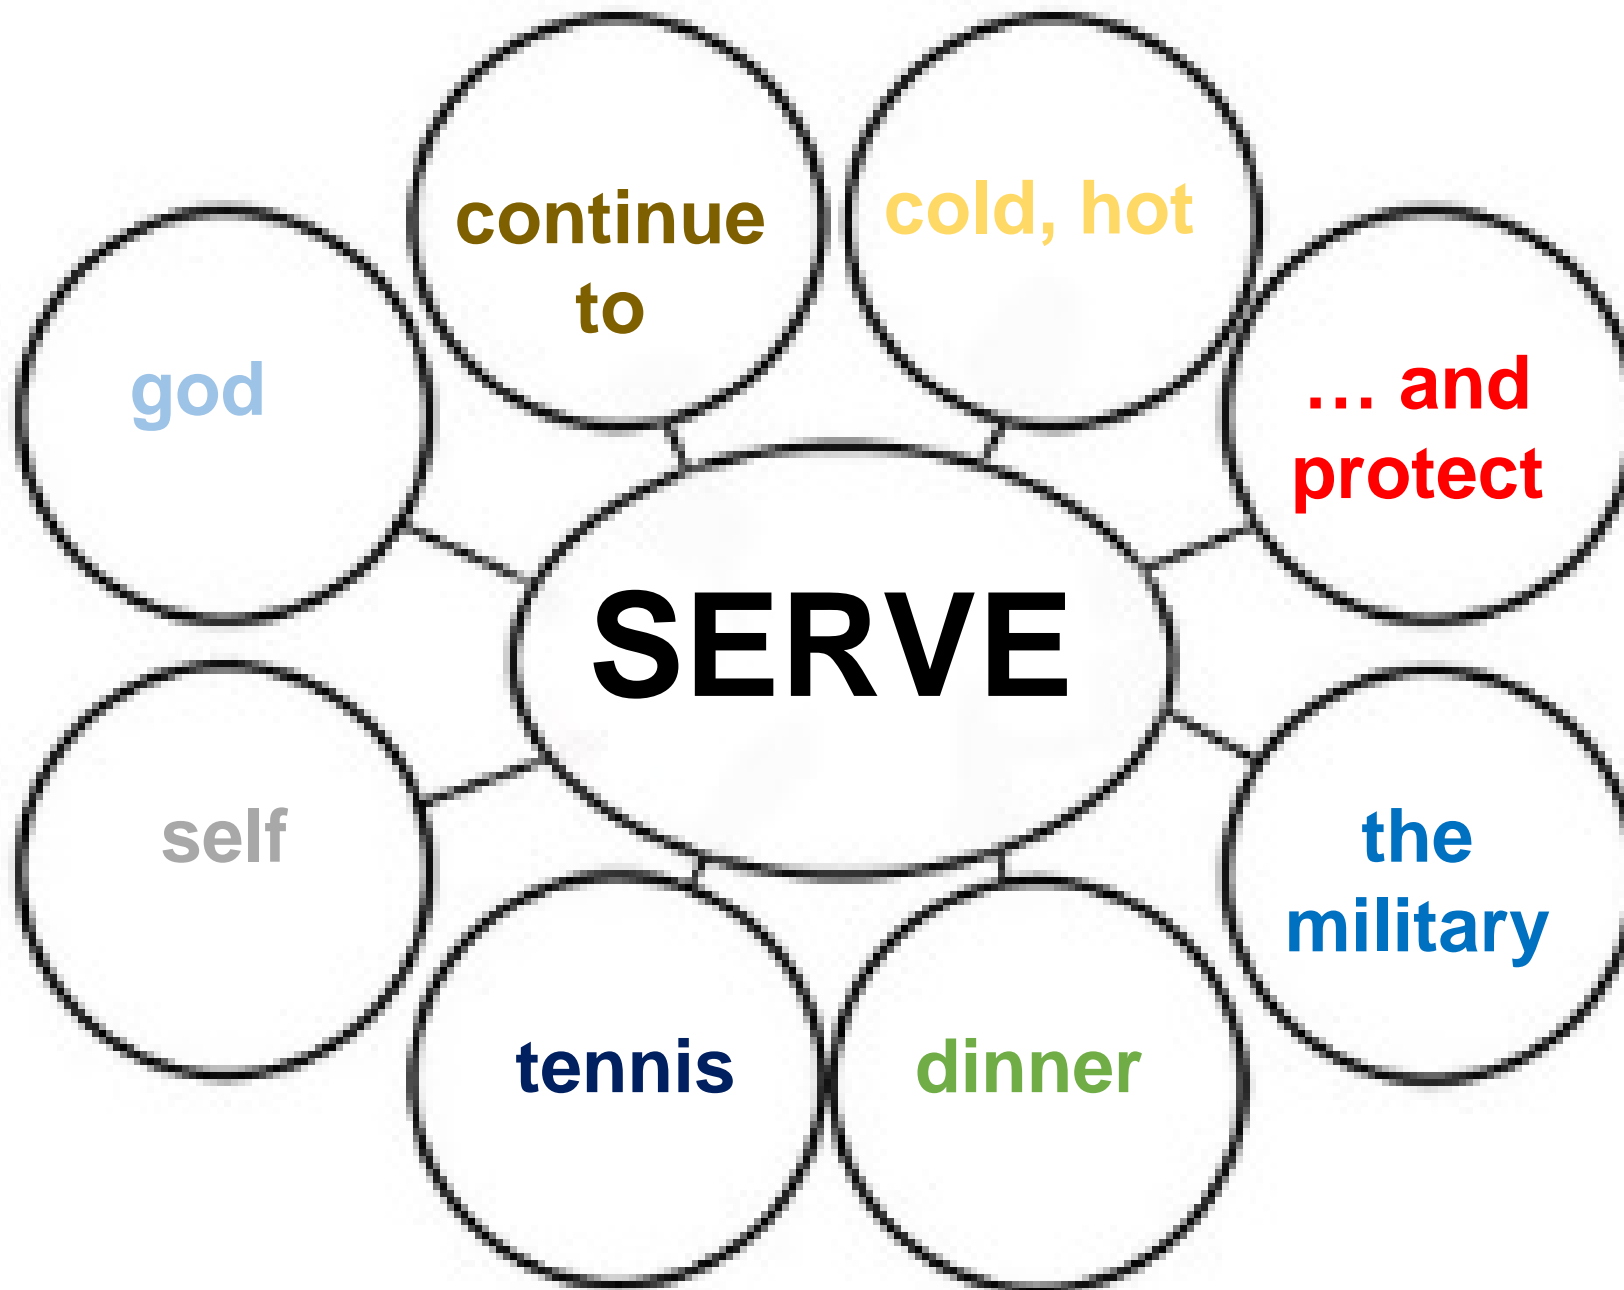 continue
to
cold, hot
god
… and
protect
SERVE
self
the
military
tennis
dinner